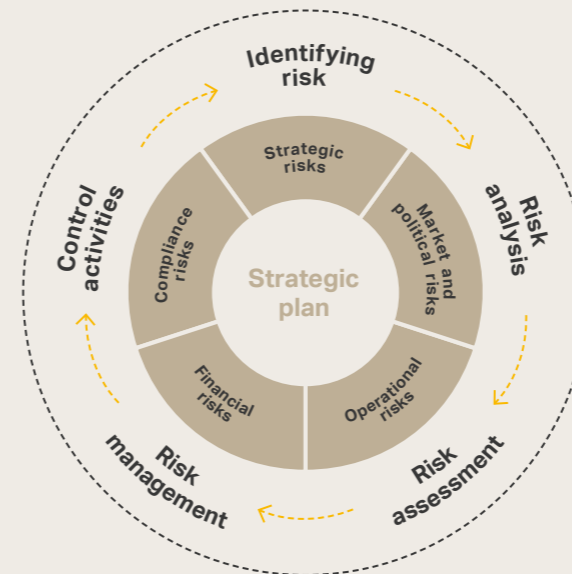 Identifying
risk
Risk
analysis
Risk
assessment
Risk
management
Control
activities
Strategic
risks
Market and
political risks
Operational
risks
Financial
risks
Compliance
risks
Strategic
plan